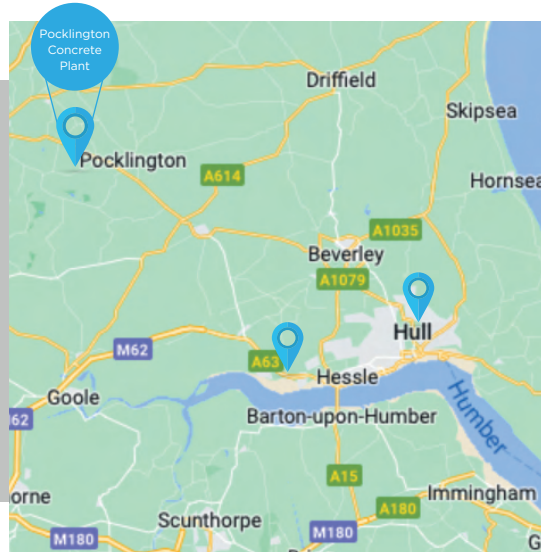 Pocklington
Concrete
Plant
Driffield
Skipsea
Pocklington
A614
Hornsea
A1035
Beverley
A1079
Hull
M62
A63
Hessle
Goole
Barton-upon-Humber
Humber
62
A15
orne
Immingham
A180
Scunthorpe
M180
M180
G